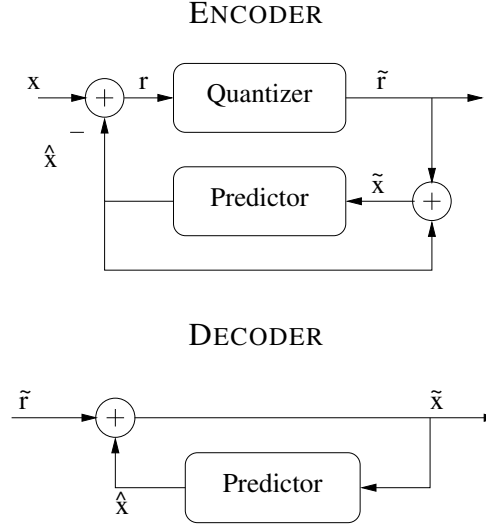 ENCODER
x + r Quantizer r̃
−
x̂
Predictor x̃ +
DECODER
r̃ + x̃
Predictor
x̂